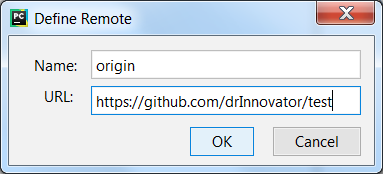 PC Define Remote
Name: origin
URL: https://github.com/drInnovator/test
OK Cancel